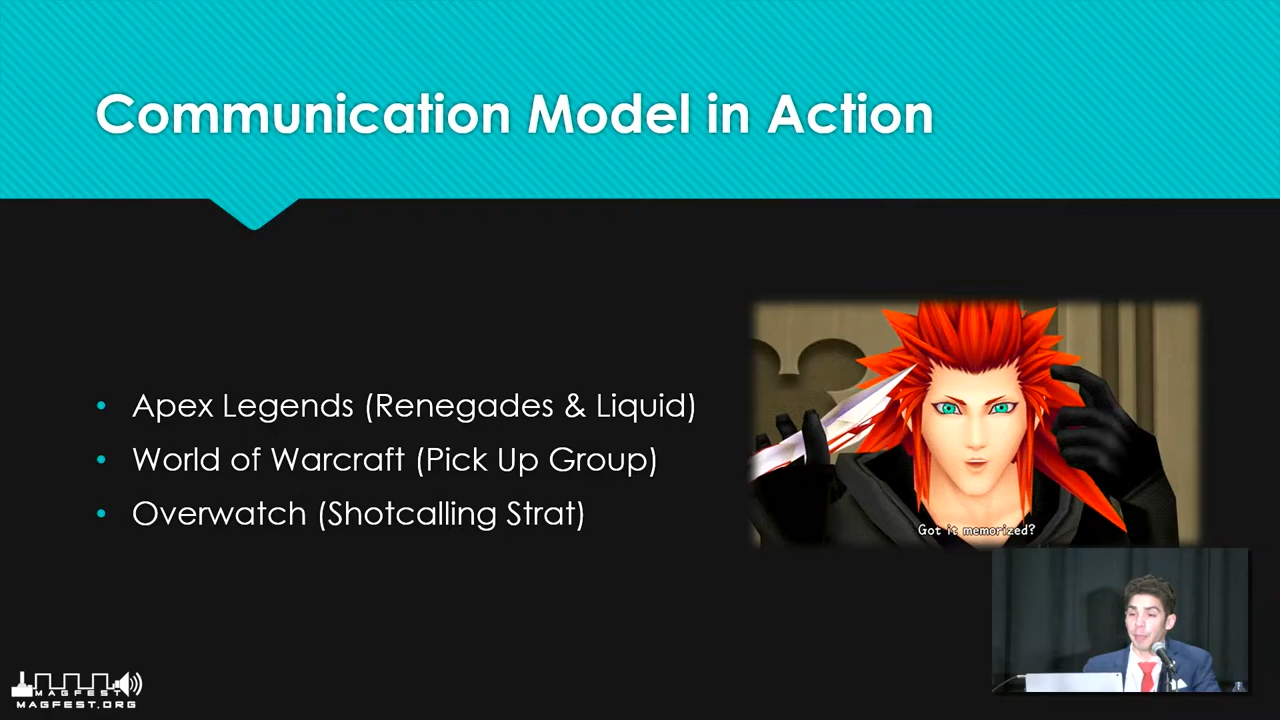 Communication Model in Action
• Apex Legends (Renegades & Liquid)
• World of Warcraft (Pick Up Group)
• Overwatch (Shotcalling Strat)
Got it memorized?
MAGFEST
MAGFEST.ORG